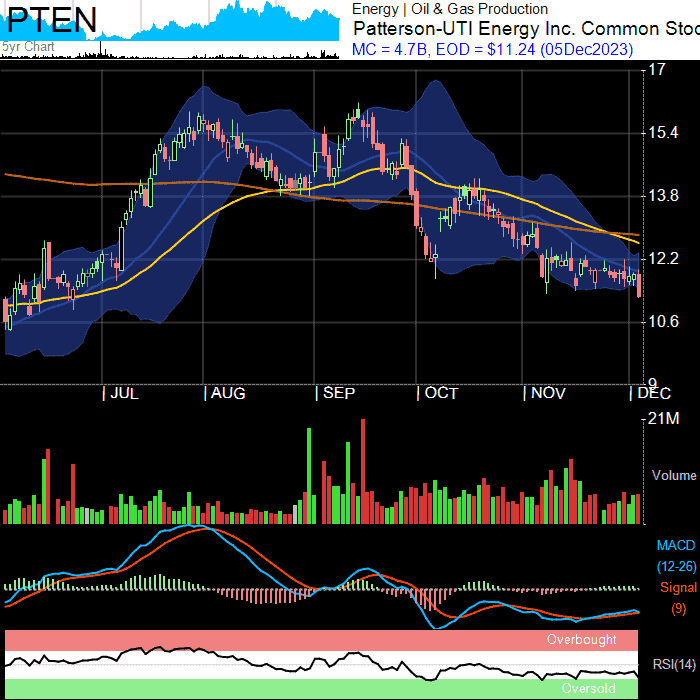 PTEN
5yr Chart
Energy | Oil & Gas Production
Patterson-UTI Energy Inc. Common Stoc
MC = 4.7B, EOD = $11.24 (05Dec2023)
17
15.4
13.8
12.2
10.6
9
JUL AUG SEP OCT NOV DEC
21M
Volume
MACD
(12-26)
Signal
(9)
Overbought
RSI(14)
Oversold